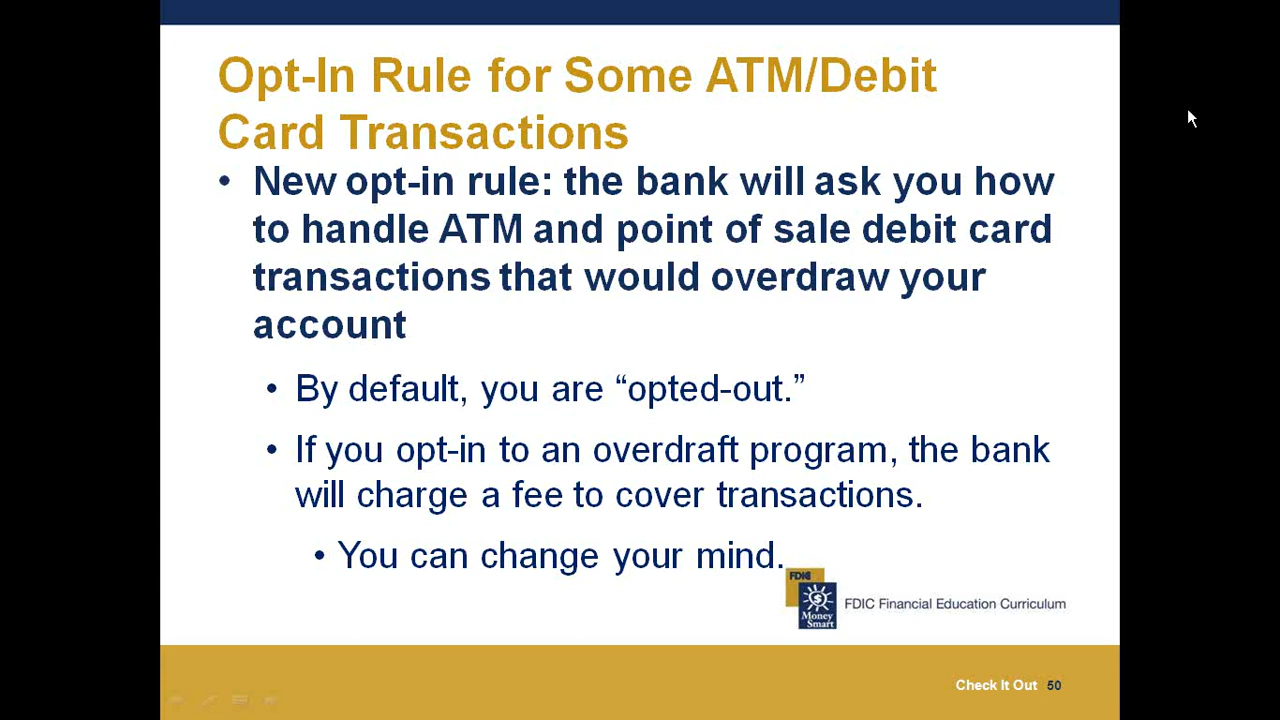 Opt-In Rule for Some ATM/Debit
Card Transactions
• New opt-in rule: the bank will ask you how
to handle ATM and point of sale debit card
transactions that would overdraw your
account
• By default, you are “opted-out.”
• If you opt-in to an overdraft program, the bank
will charge a fee to cover transactions.
• You can change your mind.
FDIC
Money
Smart
FDIC Financial Education Curriculum
Check It Out 50